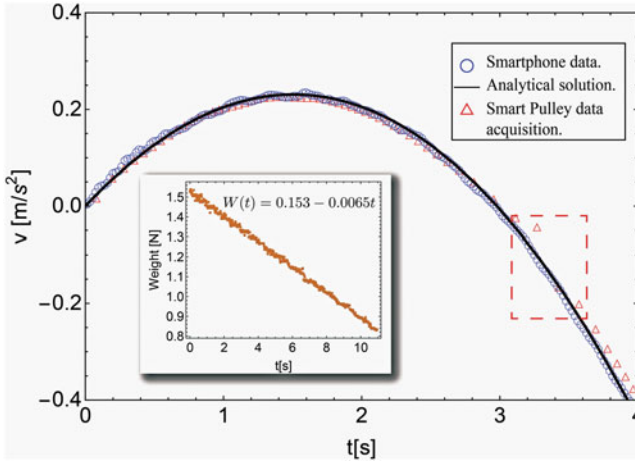 0.4
0.2
0.0
-0.2
-0.4
v [m/s²]
Smartphone data.
Analytical solution.
Smart Pulley data
acquisition.
W(t) = 0.153 − 0.0065t
1.5
1.4
1.3
1.2
1.1
1.0
0.9
0.8
Weight [N]
0 2 4 6 8 10
t[s]
0 1 2 3 4
t[s]